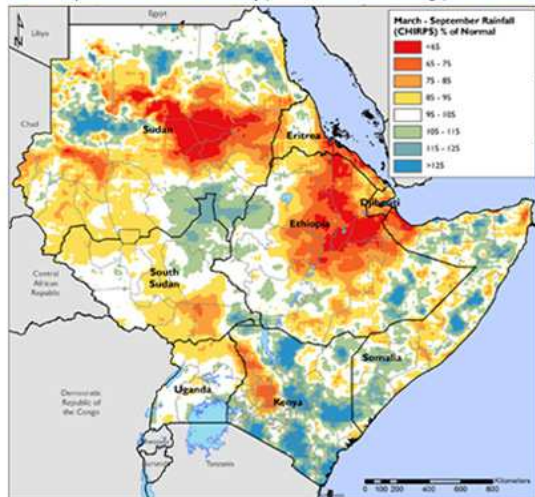 Egypt
Libya
March - September Rainfall
(CHIRPS) % of Normal
<65
65 - 75
75 - 85
85 - 95
95 - 105
105 - 115
115 - 125
>125
Chad
Sudan
Eritrea
Djibouti
Ethiopia
Central
African
Republic
South
Sudan
Somalia
Uganda
Kenya
Democratic
Republic of
the Congo
Tanzania
Kilometers
0 100 200 400 600 800